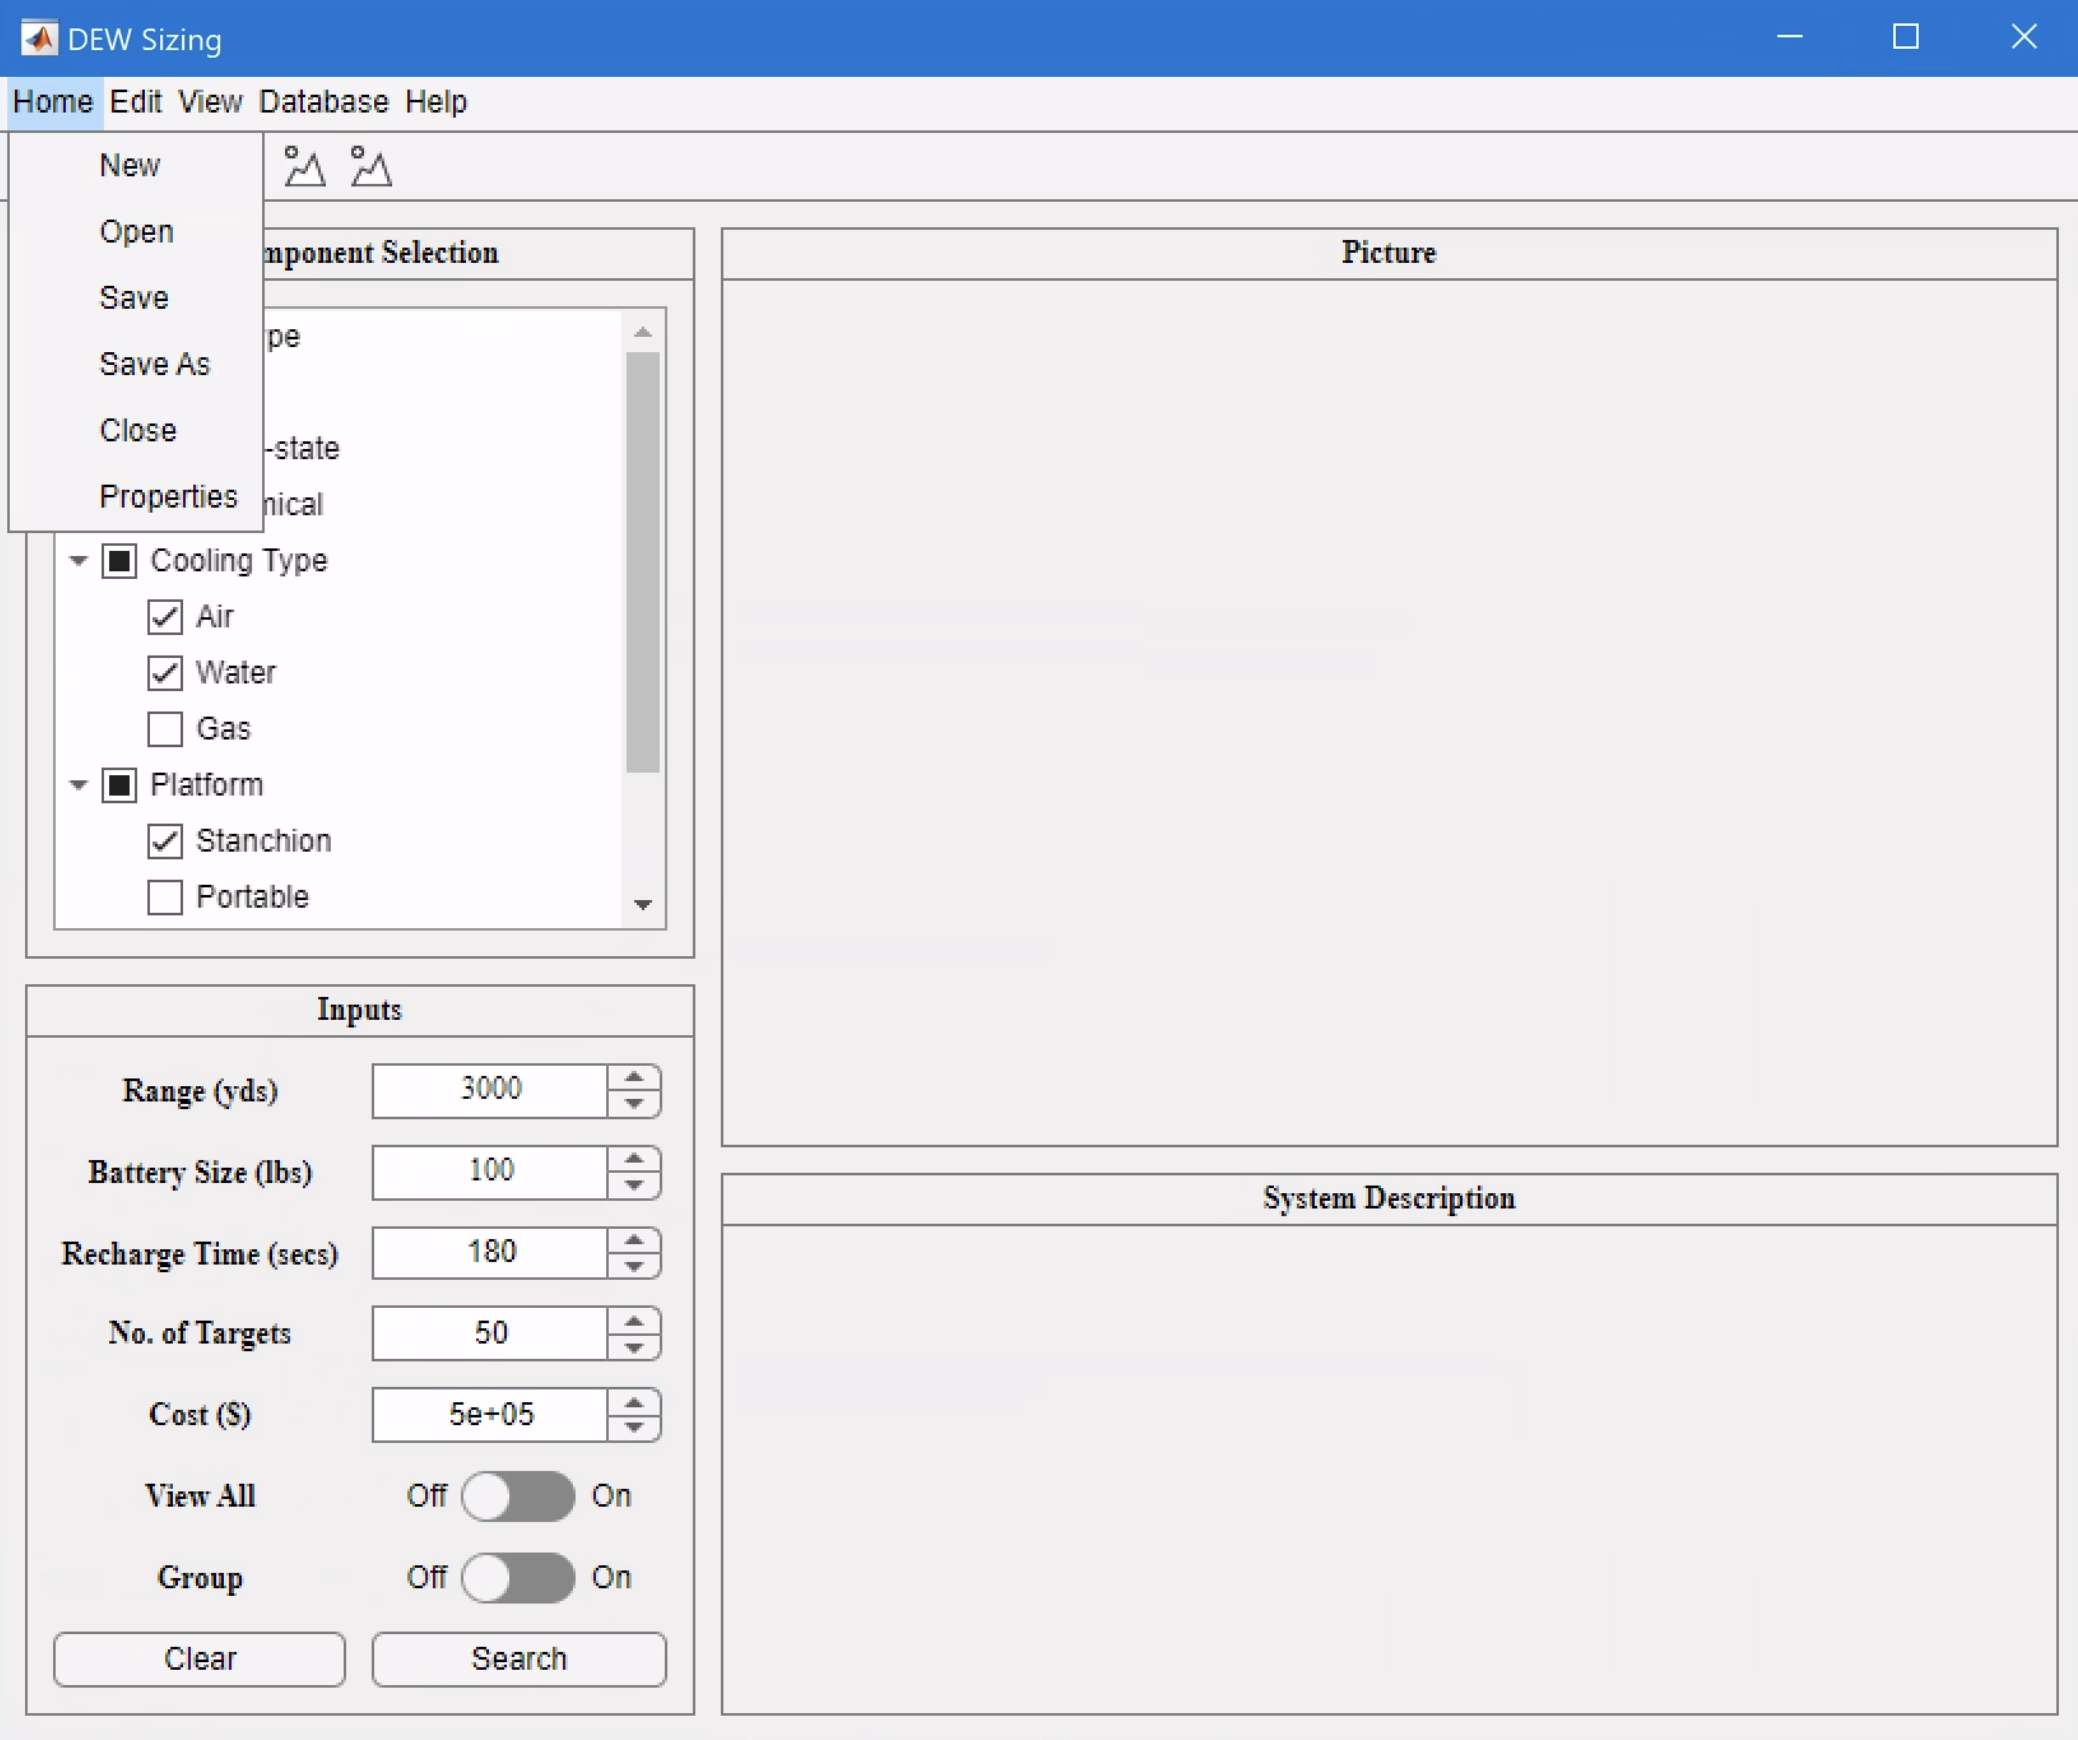 DEW Sizing
Home Edit View Database Help
New
Open
Save
Save As
Close
Properties
mponent Selection
pe
-state
nical
Cooling Type
Air
Water
Gas
Platform
Stanchion
Portable
Inputs
Range (yds) 3000
Battery Size (lbs) 100
Recharge Time (secs) 180
No. of Targets 50
Cost ($) 5e+05
View All Off On
Group Off On
Clear Search
Picture
System Description